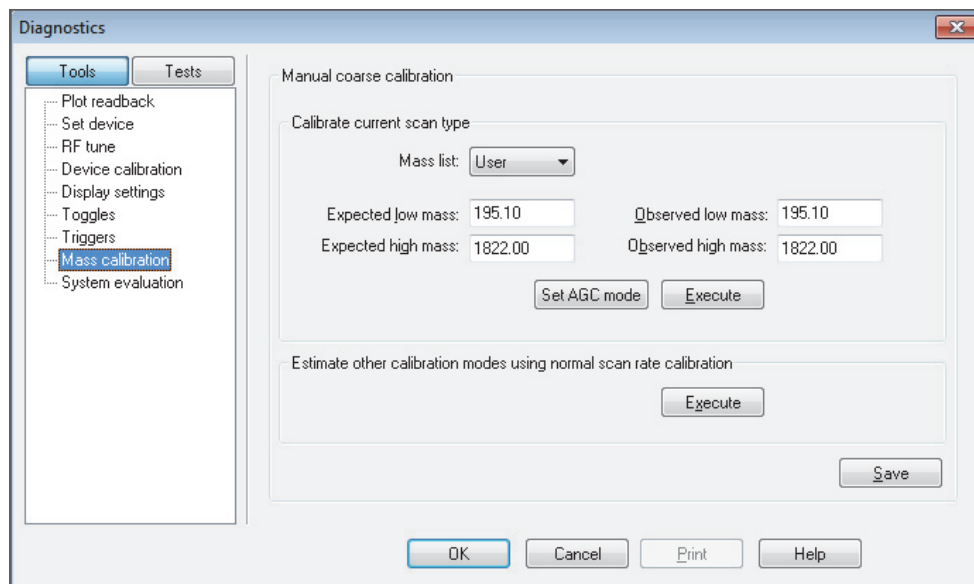 Diagnostics
Tools Tests
Plot readback
Set device
RF tune
Device calibration
Display settings
Toggles
Triggers
Mass calibration
System evaluation
Manual coarse calibration
Calibrate current scan type
Mass list: User
Expected low mass: 195.10 Observed low mass: 195.10
Expected high mass: 1822.00 Observed high mass: 1822.00
Set AGC mode Execute
Estimate other calibration modes using normal scan rate calibration
Execute
Save
OK Cancel Print Help